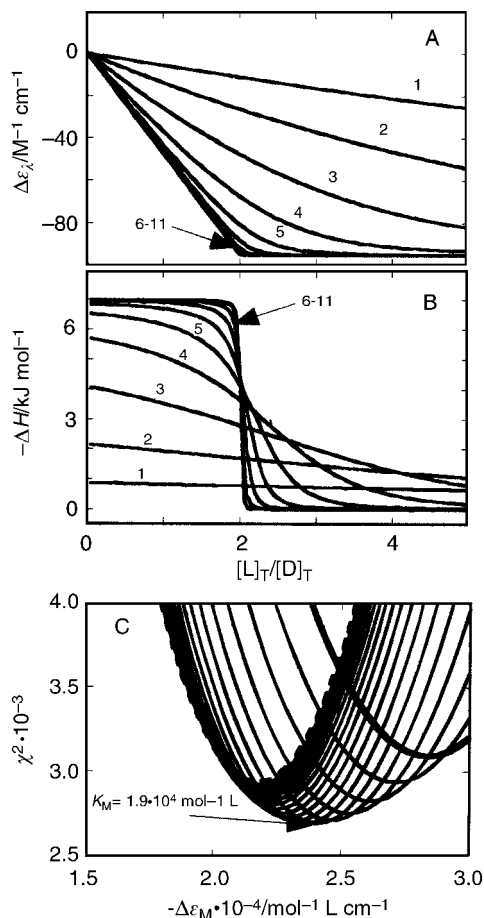 A
0
−40
−80
Δε_λ/M⁻¹ cm⁻¹
1
2
3
4
5
6-11
B
6
3
0
−ΔH/kJ mol⁻¹
6-11
5
4
3
2
1
0 2 4
[L]_T/[D]_T
C
4.0
3.5
3.0
2.5
χ²•10⁻³
K_M= 1.9•10⁴ mol–1 L
1.5 2.0 2.5 3.0
-Δε_M•10⁻⁴/mol⁻¹ L cm⁻¹